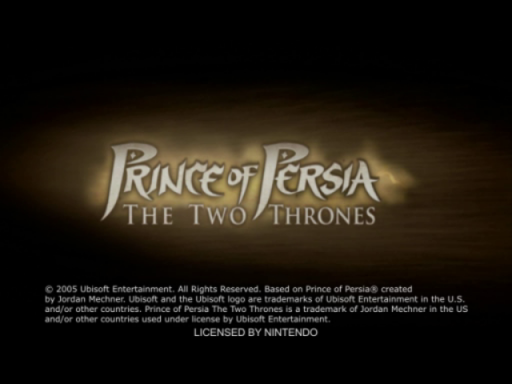 PRINCE OF PERSIA
THE TWO THRONES
© 2005 Ubisoft Entertainment. All Rights Reserved. Based on Prince of Persia® created
by Jordan Mechner. Ubisoft and the Ubisoft logo are trademarks of Ubisoft Entertainment in the U.S.
and/or other countries. Prince of Persia The Two Thrones is a trademark of Jordan Mechner in the US
and/or other countries used under license by Ubisoft Entertainment.
LICENSED BY NINTENDO